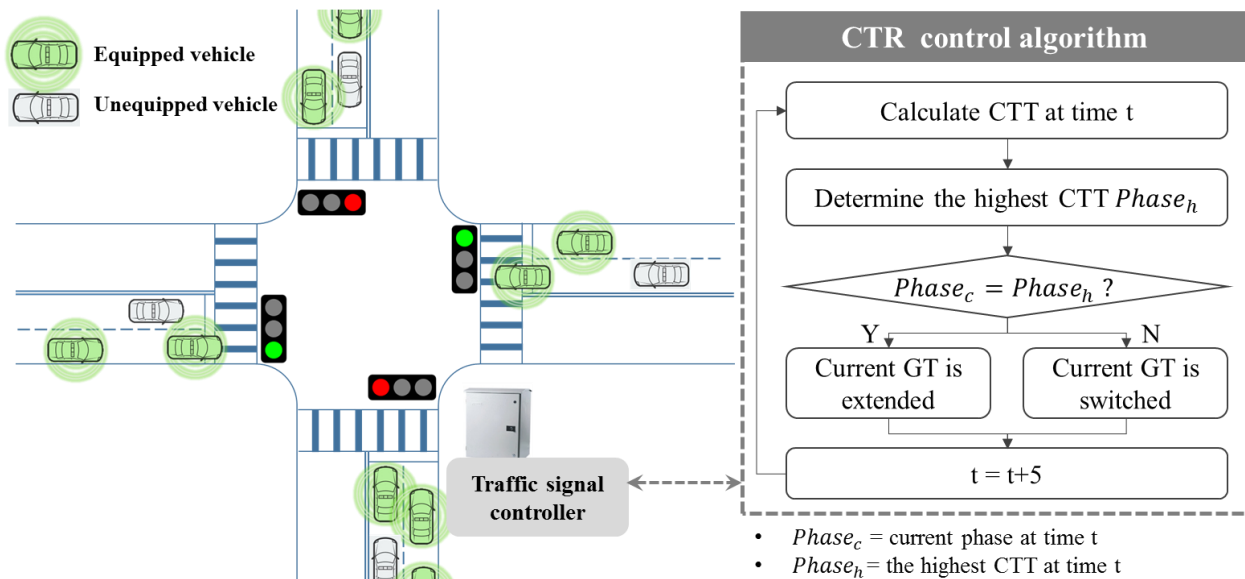 Equipped vehicle
Unequipped vehicle
Traffic signal
controller
CTR control algorithm
Calculate CTT at time t
Determine the highest CTT Phase_h
Phase_c = Phase_h ?
Y
N
Current GT is
extended
Current GT is
switched
t = t+5
• Phase_c = current phase at time t
• Phase_h = the highest CTT at time t